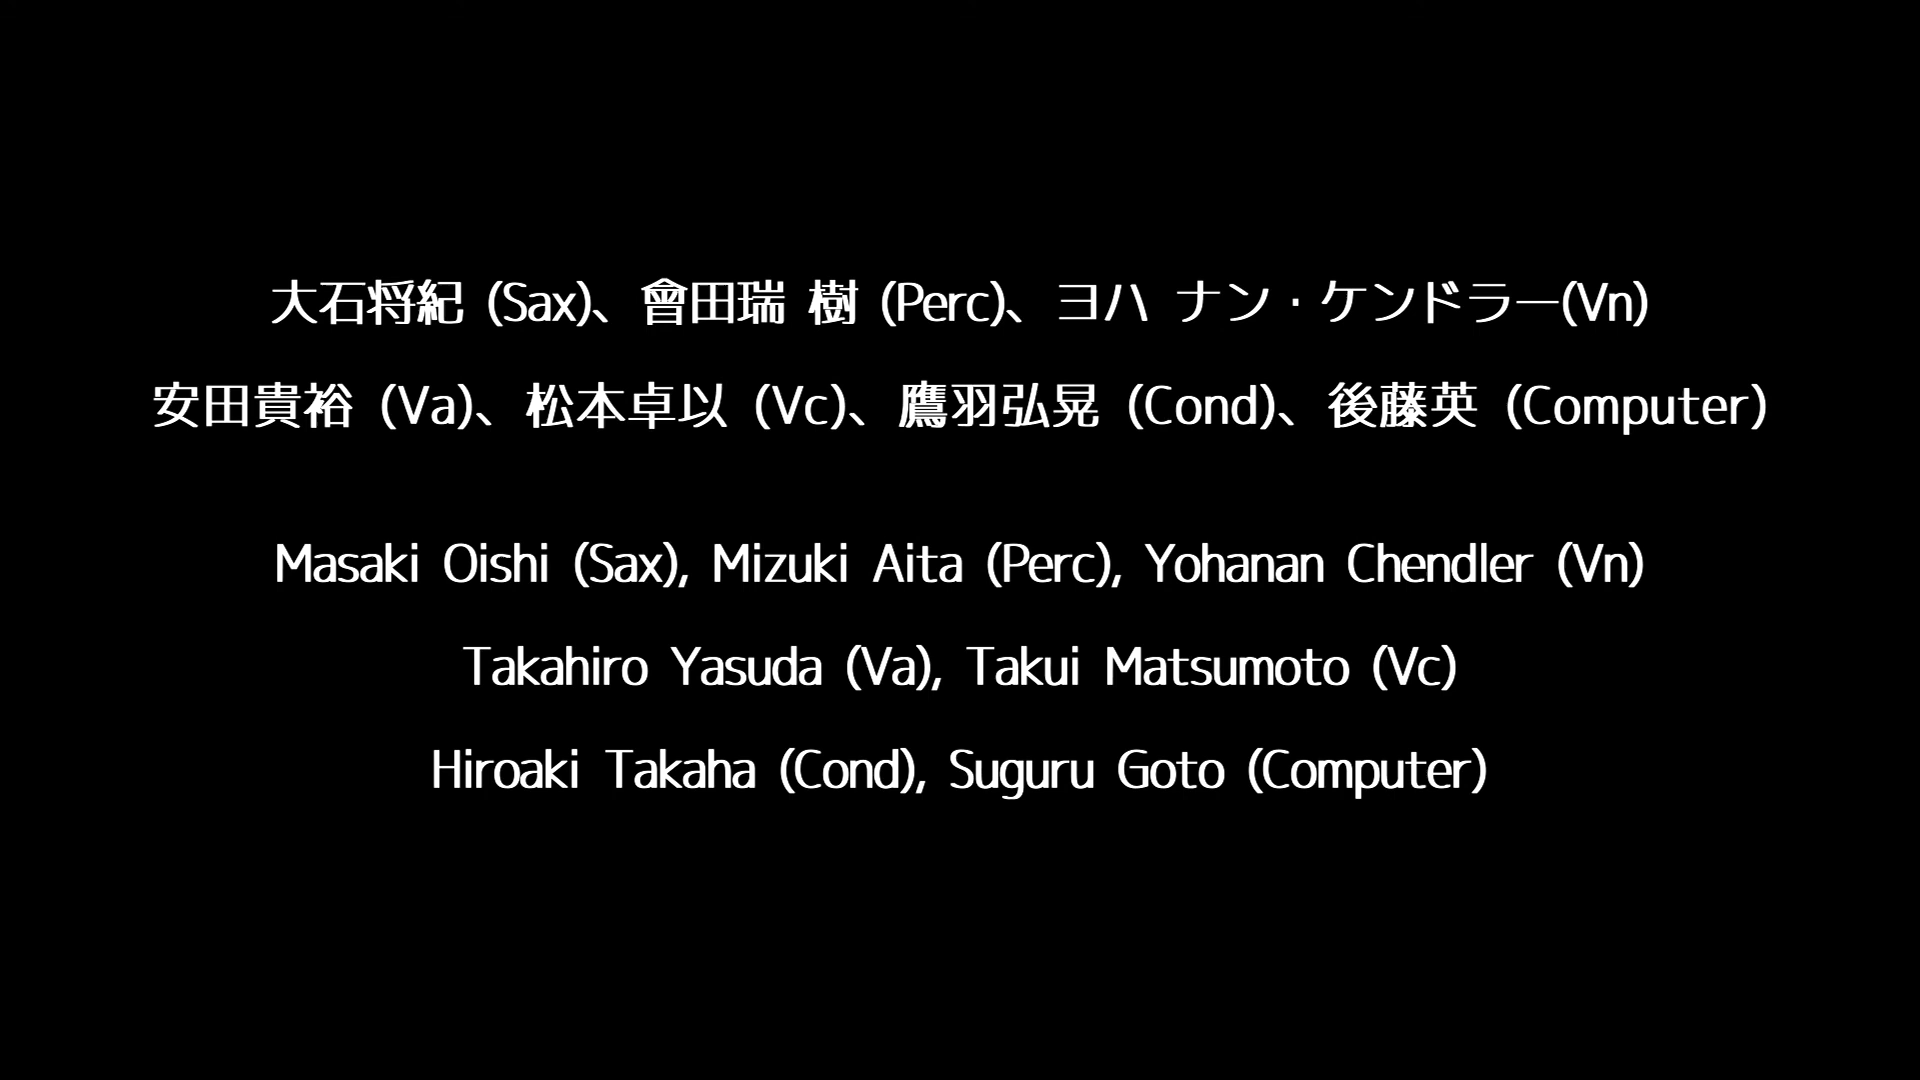 大石将紀 (Sax)、會田瑞 樹 (Perc)、ヨハ ナン・ケンドラー(Vn)
安田貴裕 (Va)、松本卓以 (Vc)、鷹羽弘晃 (Cond)、後藤英 (Computer)
Masaki Oishi (Sax), Mizuki Aita (Perc), Yohanan Chendler (Vn)
Takahiro Yasuda (Va), Takui Matsumoto (Vc)
Hiroaki Takaha (Cond), Suguru Goto (Computer)